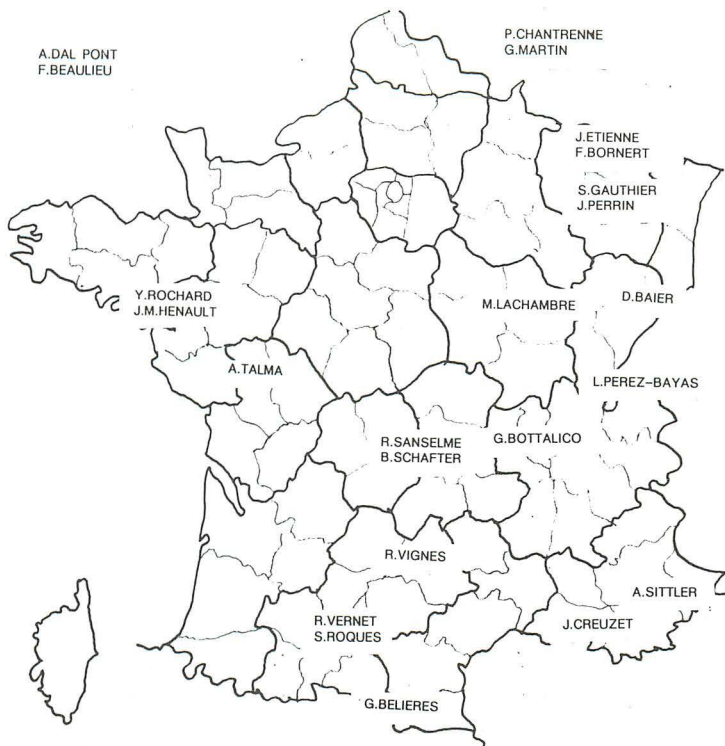 A.DAL PONT
F.BEAULIEU
P.CHANTRENNE
G.MARTIN
J.ETIENNE
F.BORNERT
S.GAUTHIER
J.PERRIN
Y.ROCHARD
J.M.HENAULT
M.LACHAMBRE
D.BAIER
A.TALMA
L.PEREZ-BAYAS
R.SANSELME
B.SCHAFTER
G.BOTTALICO
R.VIGNES
A.SITTLER
R.VERNET
S.ROQUES
J.CREUZET
G.BELIERES